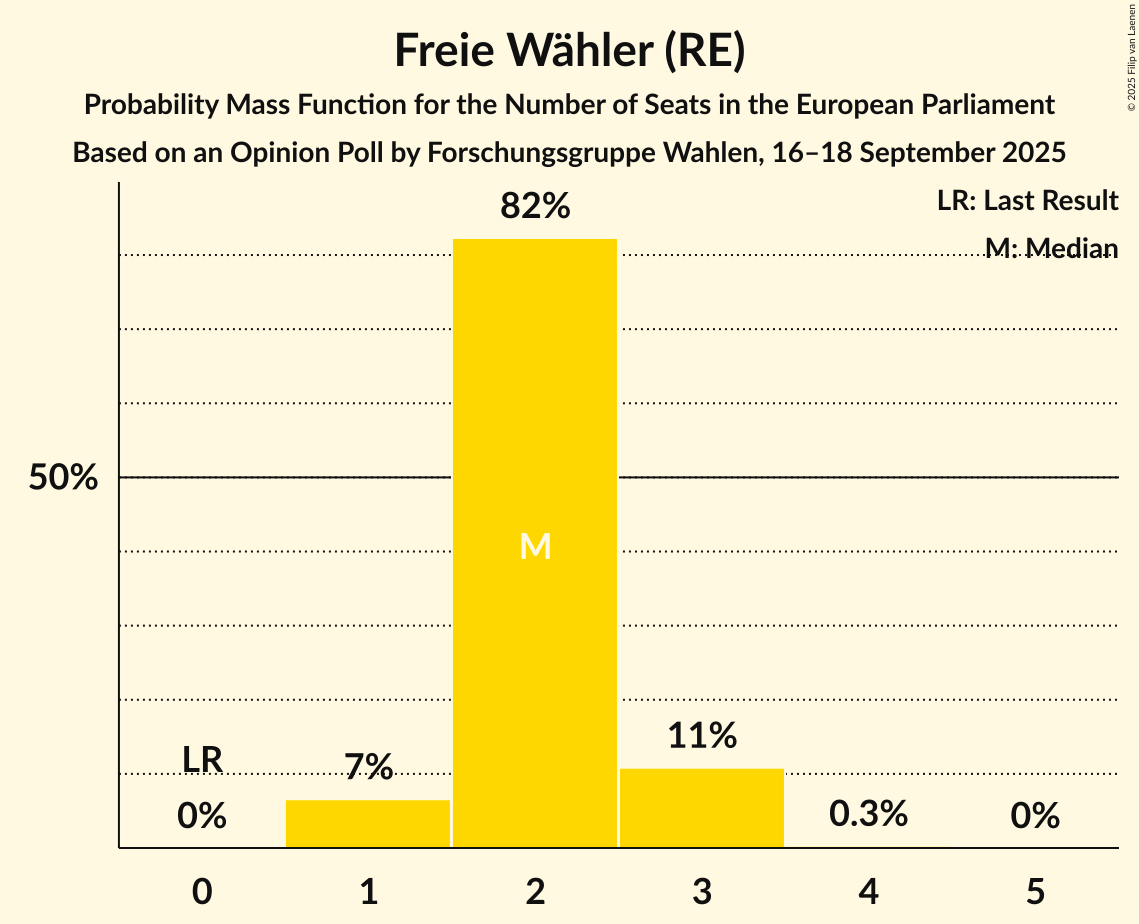 Freie Wähler (RE)
Probability Mass Function for the Number of Seats in the European Parliament
Based on an Opinion Poll by Forschungsgruppe Wahlen, 16–18 September 2025
© 2025 Filip van Laenen
LR: Last Result
M: Median
82%
50%
M
LR
7%
11%
0%
0.3%
0%
0 1 2 3 4 5